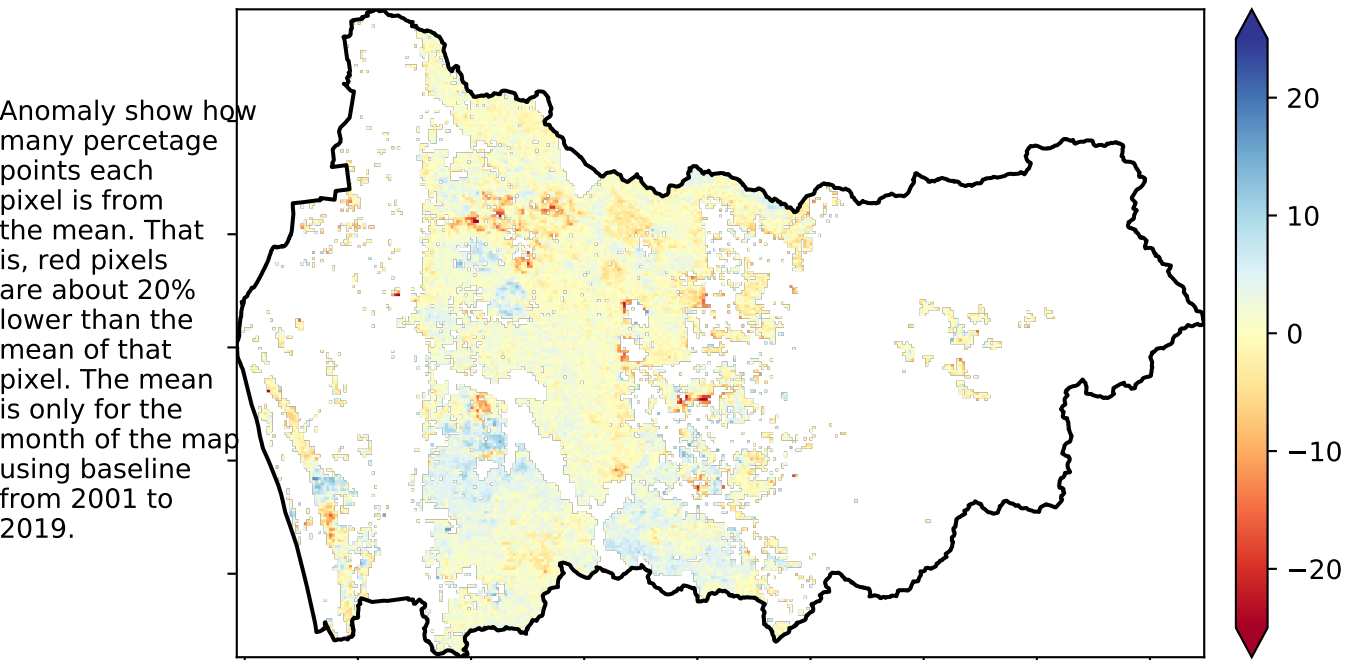 Anomaly show how
many percetage
points each
pixel is from
the mean. That
is, red pixels
are about 20%
lower than the
mean of that
pixel. The mean
is only for the
month of the map
using baseline
from 2001 to
2019.
20
10
0
−10
−20